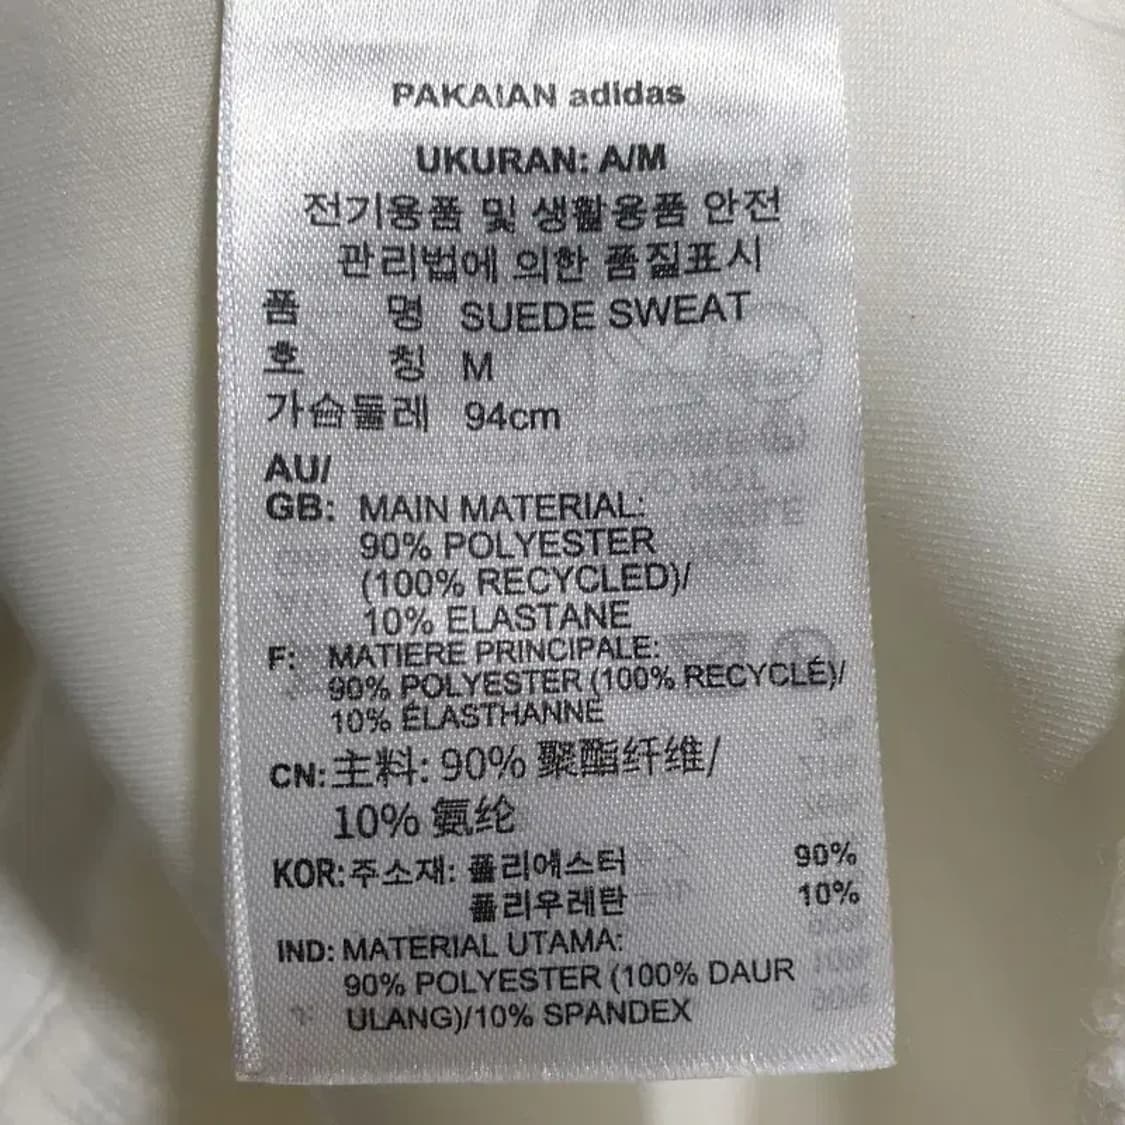 PAKAIAN adidas
UKURAN: A/M
전기용품 및 생활용품 안전
관리법에 의한 품질표시
품 명 SUEDE SWEAT
호 칭 M
가슴둘레 94cm
AU/
GB: MAIN MATERIAL:
90% POLYESTER
(100% RECYCLED)/
10% ELASTANE
F: MATIERE PRINCIPALE:
90% POLYESTER (100% RECYCLÉ)/
10% ÉLASTHANNE
CN: 主料: 90% 聚酯纤维/
10% 氨纶
KOR: 주소재: 폴리에스터 90%
폴리우레탄 10%
IND: MATERIAL UTAMA:
90% POLYESTER (100% DAUR
ULANG)/10% SPANDEX